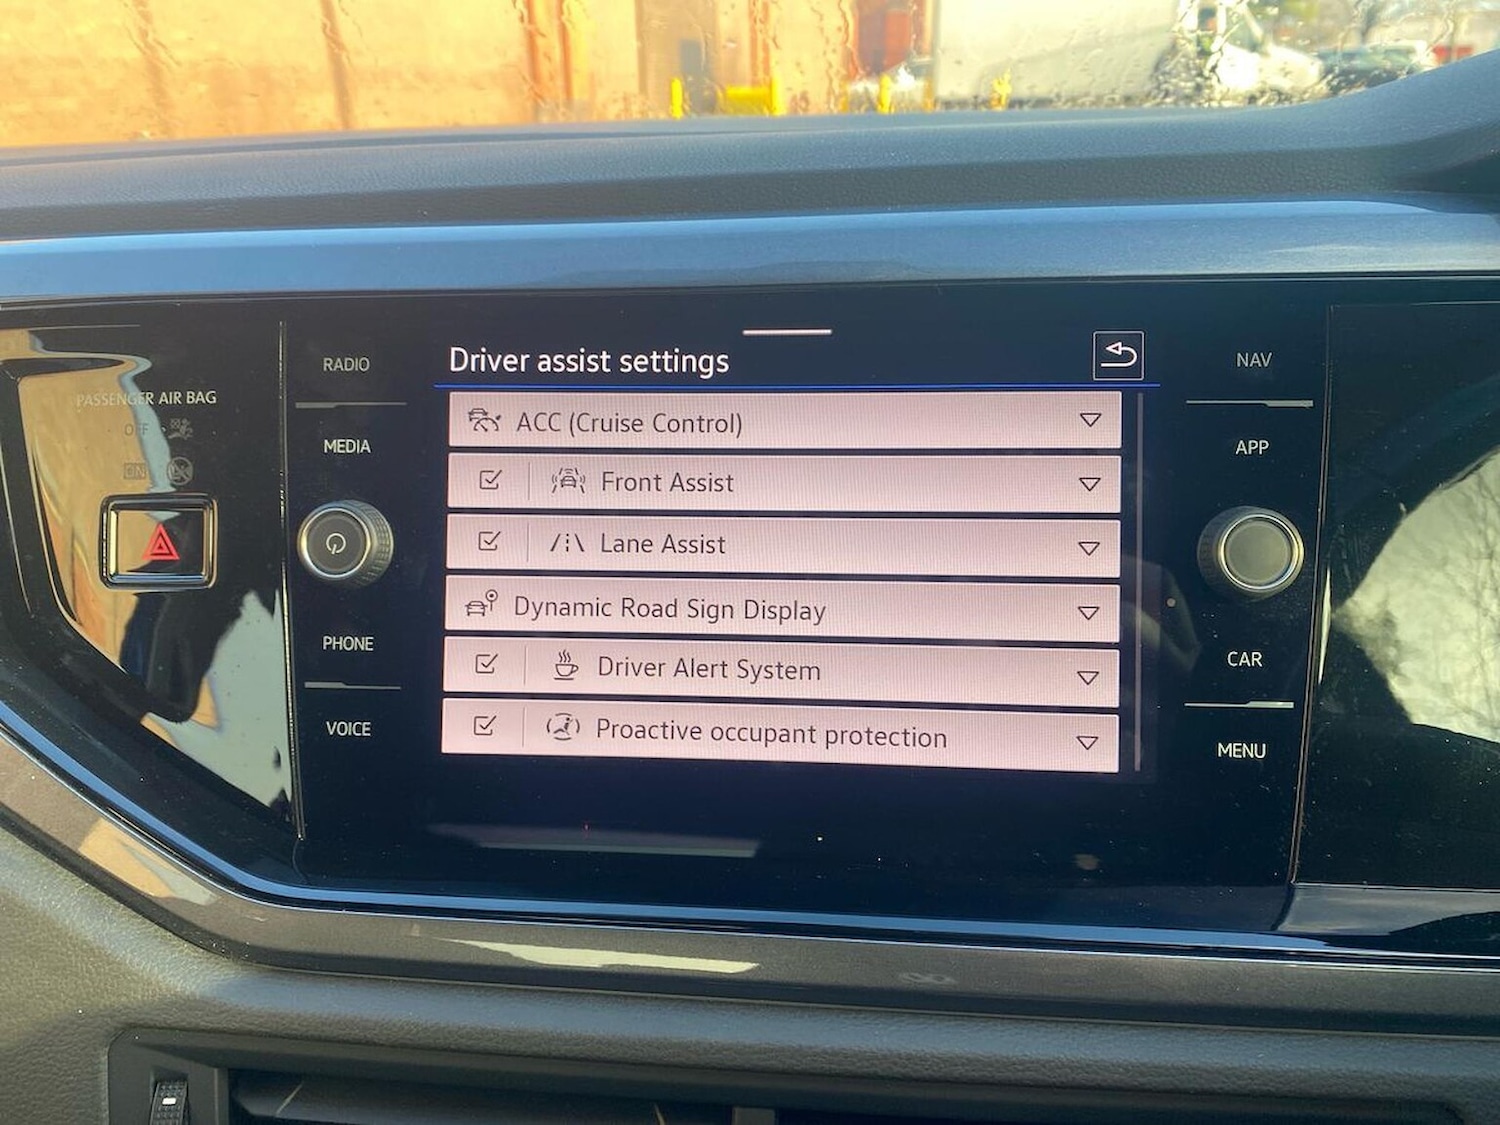 PASSENGER AIR BAG
OFF
ON
RADIO
MEDIA
PHONE
VOICE
Driver assist settings
ACC (Cruise Control)
Front Assist
Lane Assist
Dynamic Road Sign Display
Driver Alert System
Proactive occupant protection
NAV
APP
CAR
MENU